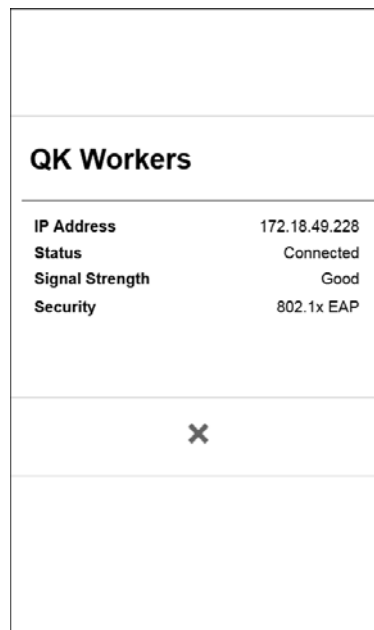 QK Workers
IP Address 172.18.49.228
Status Connected
Signal Strength Good
Security 802.1x EAP